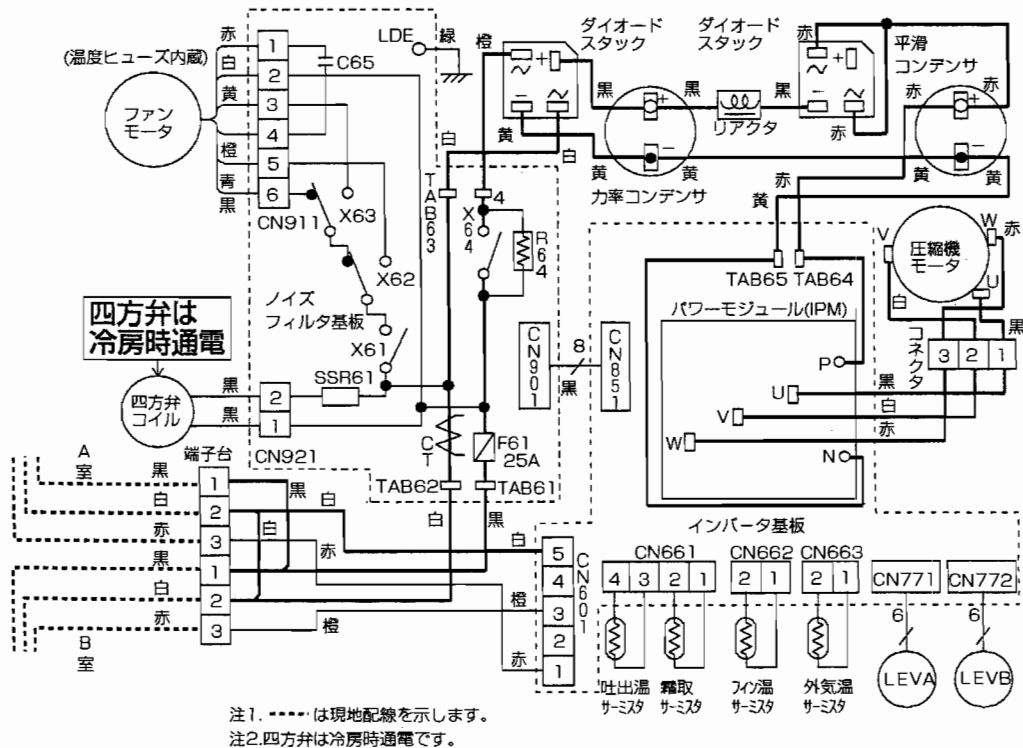 赤
白
黄
黄
橙
青
黒
(温度ヒューズ内蔵)
ファン
モータ
1
2
3
4
5
6
CN911
C65
LDE
緑
X63
X62
X61
ノイズ
フィルタ基板
四方弁は
冷房時通電
四方弁
コイル
黒
黒
2
1
CN921
SSR61
橙
ダイオード
スタック
ダイオード
スタック
~
+
-
~
白
白
TAB63
4
X64
R64
CT
F61
25A
TAB62
TAB61
白
黒
黒
黒
黒
リアクタ
+
-
黄
黄
黄
力率コンデンサ
赤
~
+
-
~
赤
平滑
コンデンサ
赤
赤
+
-
黄
黄
赤
黄
TAB65
TAB64
圧縮機
モータ
V
W
U
赤
白
黒
コネクタ
3
2
1
パワーモジュール(IPM)
P
U
V
W
N
黒
白
赤
CN901
8
黒
CN851
インバータ基板
A
室
B
室
端子台
黒
白
赤
黒
白
赤
1
2
3
1
2
3
黒
白
白
赤
橙
白
橙
赤
5
4
3
2
1
CN601
CN661
4
3
2
1
CN662
2
1
CN663
2
1
CN771
CN772
6
6
LEVA
LEVB
吐出温
サーミスタ
霜取
サーミスタ
フィン温
サーミスタ
外気温
サーミスタ
注1. ----- は現地配線を示します。
注2.四方弁は冷房時通電です。